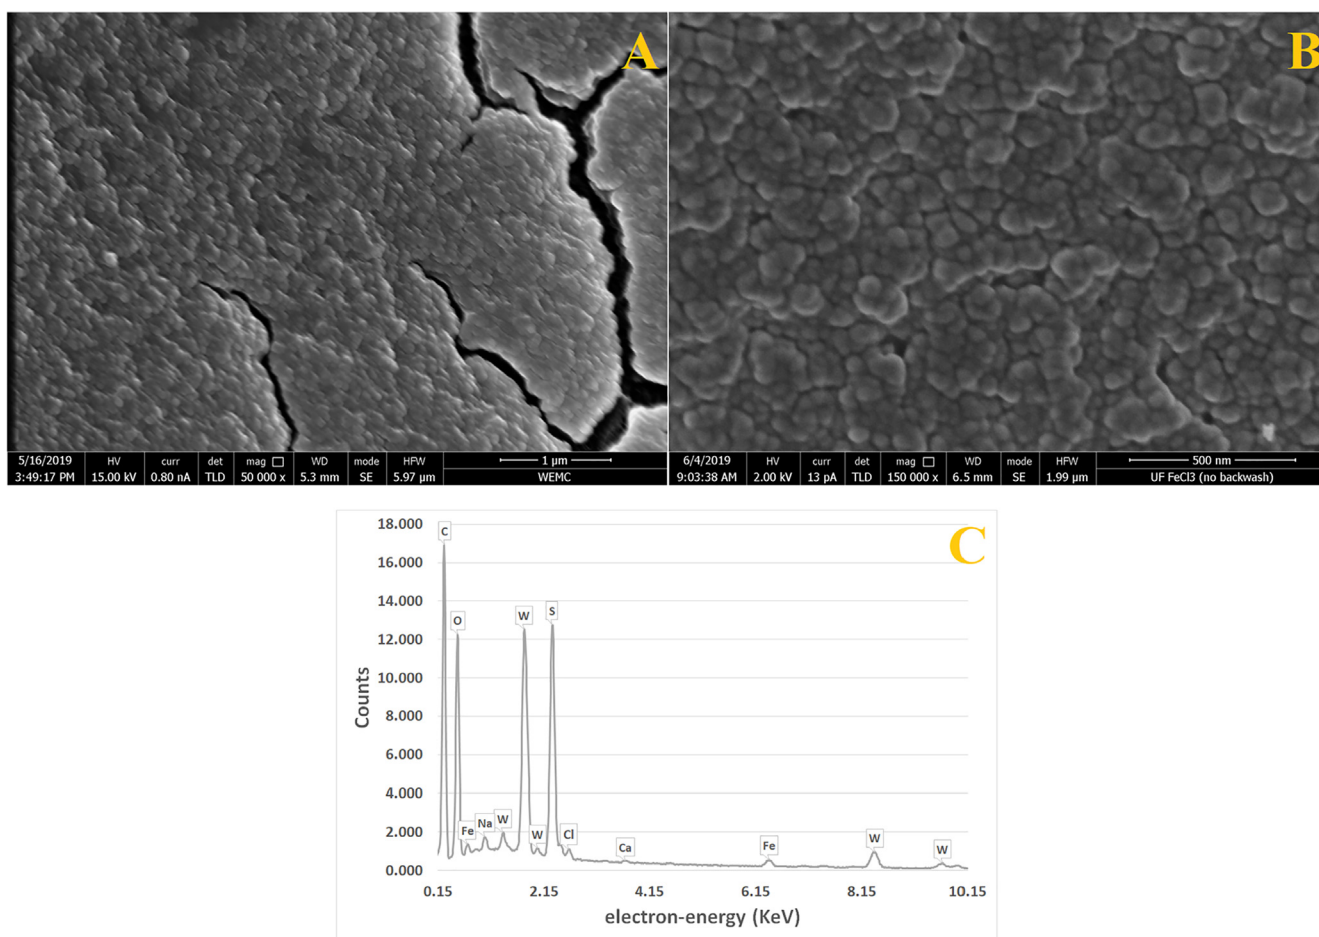 A
B
5/16/2019 HV curr det mag WD mode HFW 1 µm
3:49:17 PM 15.00 kV 0.80 nA TLD 50 000 x 5.3 mm SE 5.97 µm WEMC
6/4/2019 HV curr det mag WD mode HFW 500 nm
9:03:38 AM 2.00 kV 13 pA TLD 150 000 x 6.5 mm SE 1.99 µm UF FeCl3 (no backwash)
C
18.000
16.000
14.000
12.000
10.000
8.000
6.000
4.000
2.000
0.000
Counts
C
O
Fe
Na
W
W
W
S
Cl
Ca
Fe
W
W
0.15 2.15 4.15 6.15 8.15 10.15
electron-energy (KeV)